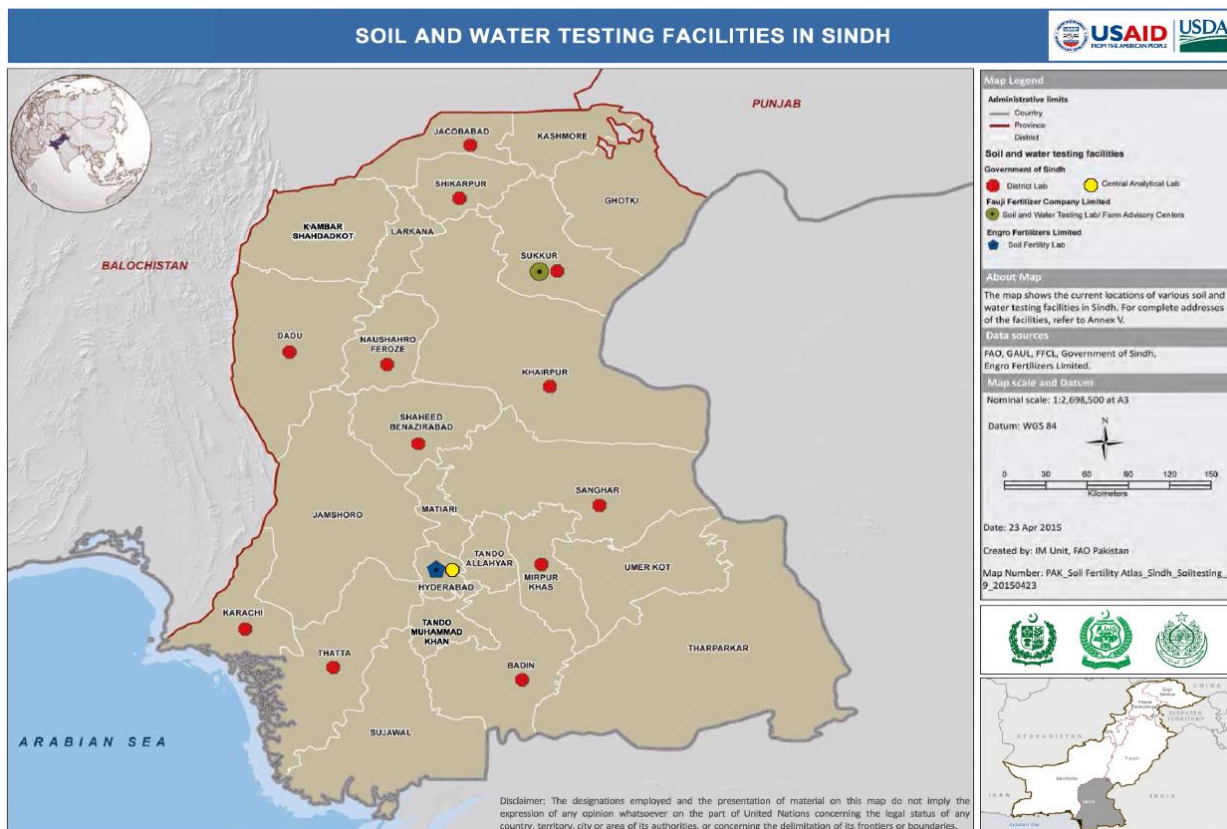 SOIL AND WATER TESTING FACILITIES IN SINDH
USAID
FROM THE AMERICAN PEOPLE
USDA
PUNJAB
JACOBABAD
KASHMORE
SHIKARPUR
GHOTKI
KAMBAR
SHAHDADKOT
LARKANA
SUKKUR
BALOCHISTAN
DADU
NAUSHAHRO
FEROZE
KHAIRPUR
SHAHEED
BENAZIRABAD
SANGHAR
JAMSHORO
MATIARI
TANDO
ALLAHYAR
HYDERABAD
MIRPUR
KHAS
UMER KOT
KARACHI
TANDO
MUHAMMAD
KHAN
THATTA
BADIN
THARPARKAR
SUJAWAL
ARABIAN SEA
Disclaimer: The designations employed and the presentation of material on this map do not imply the
expression of any opinion whatsoever on the part of United Nations concerning the legal status of any
country, territory, city or area of its authorities, or concerning the delimitation of its frontiers or boundaries.
Map Legend
Administrative limits
Country
Province
District
Soil and water testing facilities
Government of Sindh
District Lab
Central Analytical Lab
Fauji Fertilizer Company Limited
Soil and Water Testing Lab/ Farm Advisory Centers
Engro Fertilizers Limited
Soil Fertility Lab
About Map
The map shows the current locations of various soil and
water testing facilities in Sindh. For complete addresses
of the facilities, refer to Annex V.
Data sources
FAO, GAUL, FFCL, Government of Sindh,
Engro Fertilizers Limited.
Map scale and Datum
Nominal scale: 1:2,698,500 at A3
Datum: WGS 84
N
0 30 60 90 120 150
Kilometers
Date: 23 Apr 2015
Created by: IM Unit, FAO Pakistan
Map Number: PAK_Soil Fertility Atlas_Sindh_Soiltesting_
9_20150423
CHINA
DISPUTED
TERRITORY
AFGHANISTAN
Punjab
Balochistan
IRAN
INDIA